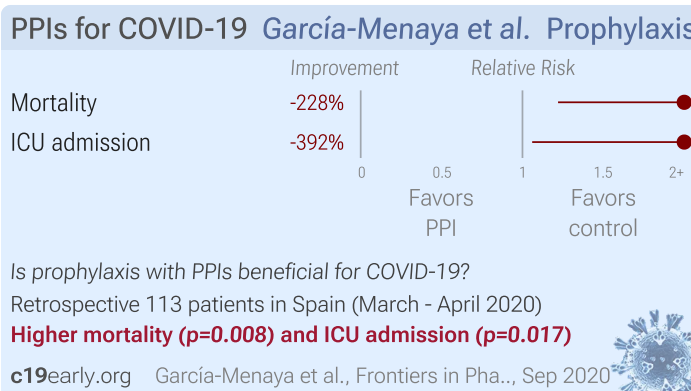 PPIs for COVID-19 García-Menaya et al. Prophylaxis
Improvement Relative Risk
Mortality -228%
ICU admission -392%
0 0.5 1 1.5 2+
Favors Favors
PPI control
Is prophylaxis with PPIs beneficial for COVID-19?
Retrospective 113 patients in Spain (March - April 2020)
Higher mortality (p=0.008) and ICU admission (p=0.017)
c19early.org García-Menaya et al., Frontiers in Pha.., Sep 2020